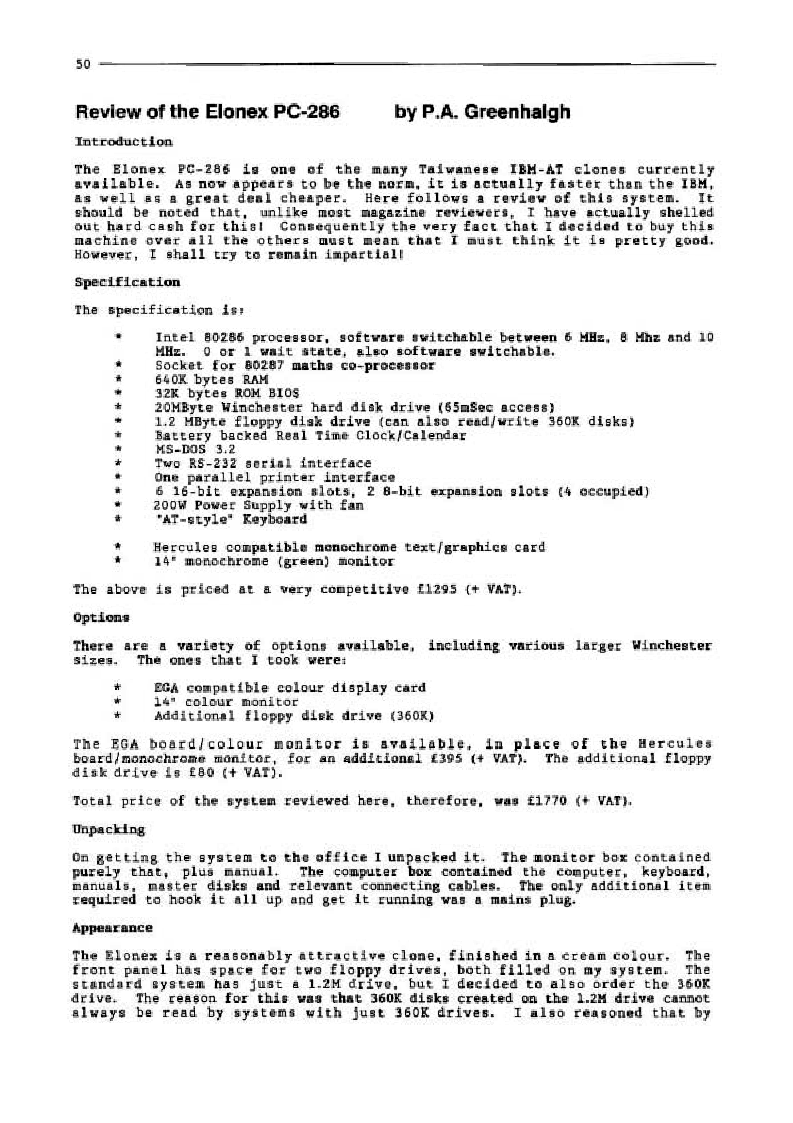 50
Review of the Elonex PC-286 by P.A. Greenhalgh
Introduction
The Elonex PC-286 is one of the many Taiwanese IBM-AT clones currently
available. As now appears to be the norm, it is actually faster than the IBM,
as well as a great deal cheaper. Here follows a review of this system. It
should be noted that, unlike most magazine reviewers, I have actually shelled
out hard cash for this! Consequently the very fact that I decided to buy this
machine over all the others must mean that I must think it is pretty good.
However, I shall try to remain impartial!
Specification
The specification is:
* Intel 80286 processor, software switchable between 6 MHz, 8 Mhz and 10
MHz. 0 or 1 wait state, also software switchable.
* Socket for 80287 maths co-processor
* 640K bytes RAM
* 32K bytes ROM BIOS
* 20MByte Winchester hard disk drive (65mSec access)
* 1.2 MByte floppy disk drive (can also read/write 360K disks)
* Battery backed Real Time Clock/Calendar
* MS-DOS 3.2
* Two RS-232 serial interface
* One parallel printer interface
* 6 16-bit expansion slots, 2 8-bit expansion slots (4 occupied)
* 200W Power Supply with fan
* "AT-style" Keyboard
* Hercules compatible monochrome text/graphics card
* 14" monochrome (green) monitor
The above is priced at a very competitive £1295 (+ VAT).
Options
There are a variety of options available, including various larger Winchester
sizes. The ones that I took were:
* EGA compatible colour display card
* 14" colour monitor
* Additional floppy disk drive (360K)
The EGA board/colour monitor is available, in place of the Hercules
board/monochrome monitor, for an additional £395 (+ VAT). The additional floppy
disk drive is £80 (+ VAT).
Total price of the system reviewed here, therefore, was £1770 (+ VAT).
Unpacking
On getting the system to the office I unpacked it. The monitor box contained
purely that, plus manual. The computer box contained the computer, keyboard,
manuals, master disks and relevant connecting cables. The only additional item
required to hook it all up and get it running was a mains plug.
Appearance
The Elonex is a reasonably attractive clone, finished in a cream colour. The
front panel has space for two floppy drives, both filled on my system. The
standard system has just a 1.2M drive, but I decided to also order the 360K
drive. The reason for this was that 360K disks created on the 1.2M drive cannot
always be read by systems with just 360K drives. I also reasoned that by